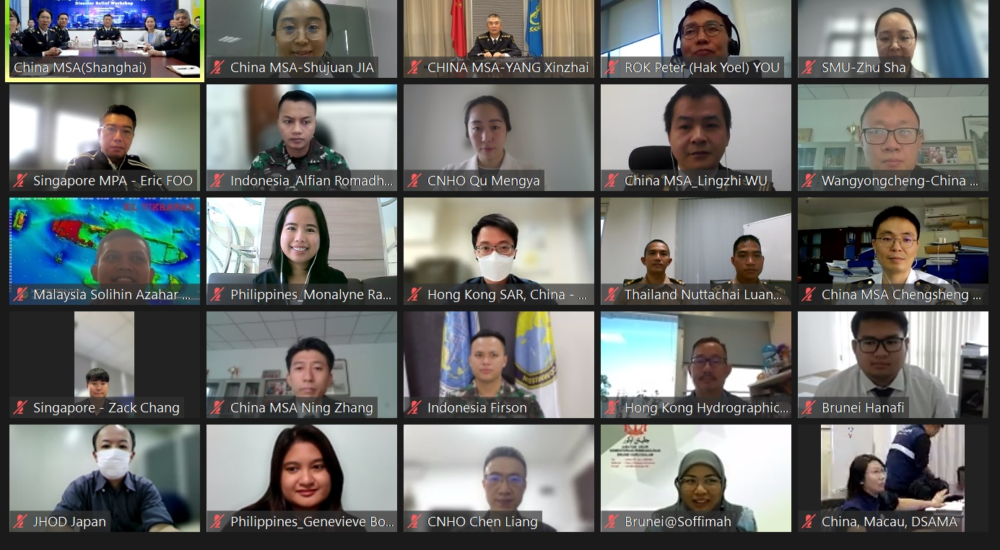 Disaster Relief Workshop
China MSA(Shanghai)
China MSA-Shujuan JIA
CHINA MSA-YANG Xinzhai
ROK Peter (Hak Yoel) YOU
SMU-Zhu Sha
Singapore MPA - Eric FOO
Indonesia_Alfian Romadh...
CNHO Qu Mengya
China MSA_Lingzhi WU
Wangyongcheng-China ...
Malaysia Solihin Azahar ...
Philippines_Monalyne Ra...
Hong Kong SAR, China - ...
Thailand Nuttachai Luan...
China MSA Chengsheng ...
Singapore - Zack Chang
China MSA Ning Zhang
Indonesia Firson
Hong Kong Hydrographic...
Brunei Hanafi
JHOD Japan
Philippines_Genevieve Bo...
CNHO Chen Liang
Brunei@Soffimah
China, Macau, DSAMA